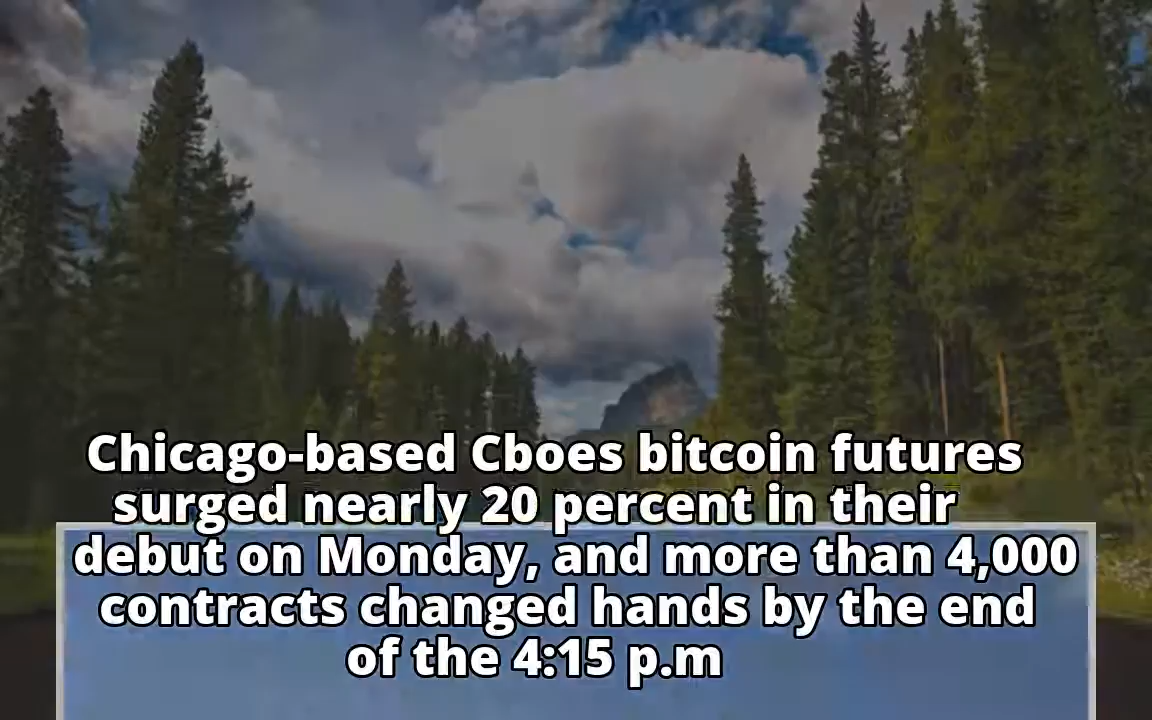 Chicago-based Cboes bitcoin futures
surged nearly 20 percent in their
debut on Monday, and more than 4,000
contracts changed hands by the end
of the 4:15 p.m